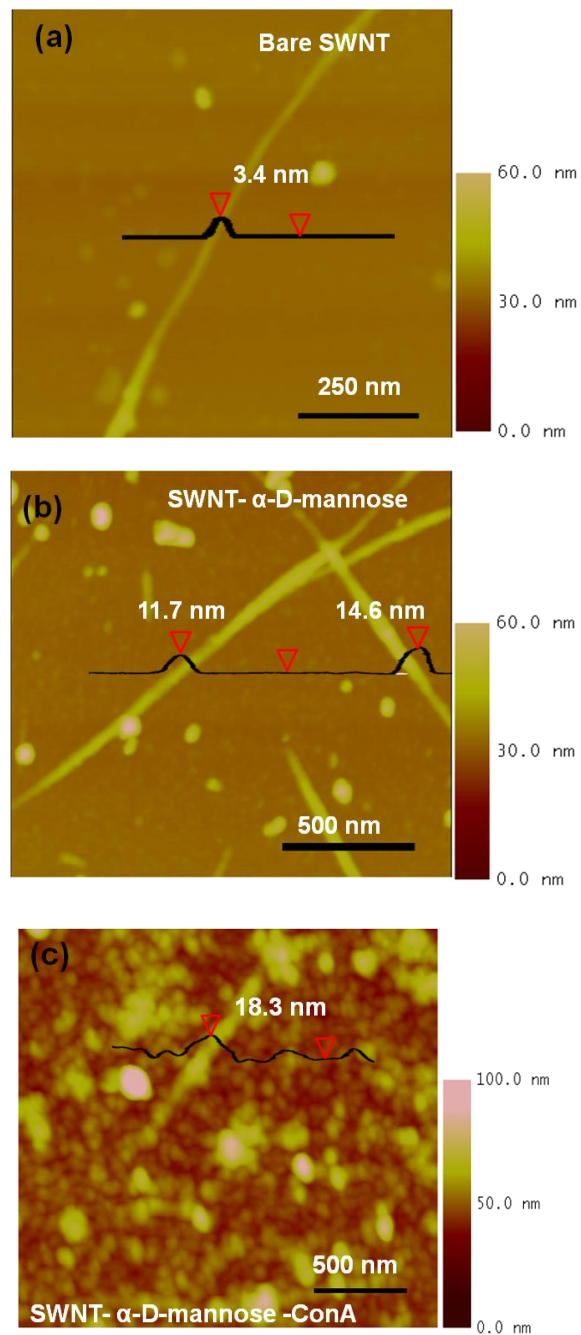 (a)
Bare SWNT
3.4 nm
250 nm
60.0 nm
30.0 nm
0.0 nm
(b)
SWNT- α-D-mannose
11.7 nm
14.6 nm
500 nm
60.0 nm
30.0 nm
0.0 nm
(c)
18.3 nm
500 nm
SWNT- α-D-mannose -ConA
100.0 nm
50.0 nm
0.0 nm